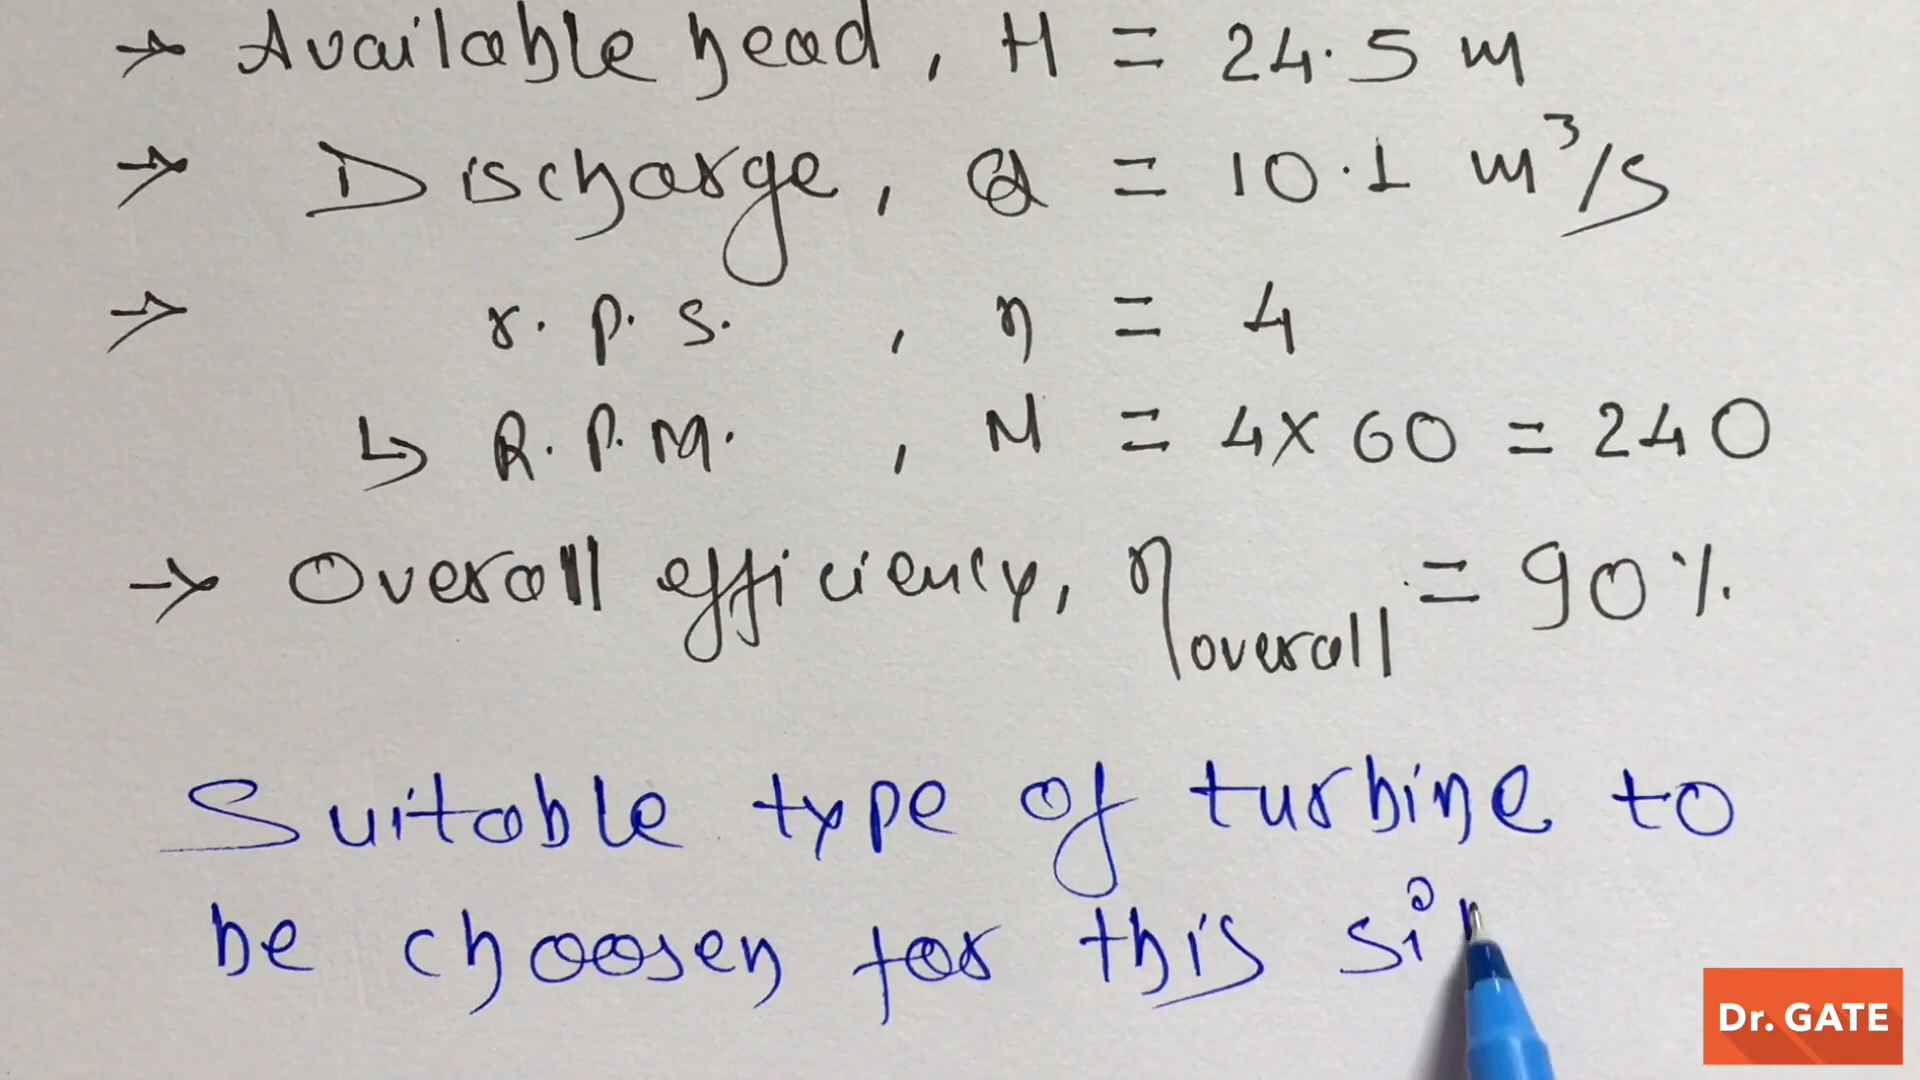 → Available head, H = 24.5 m
→ Discharge, Q = 10.1 m³/s
→ r.p.s. , η = 4
↳ R.P.M. , N = 4 x 60 = 240
→ Overall efficiency, η overall = 90%
Suitable type of turbine to
be choosen for this
Dr. GATE